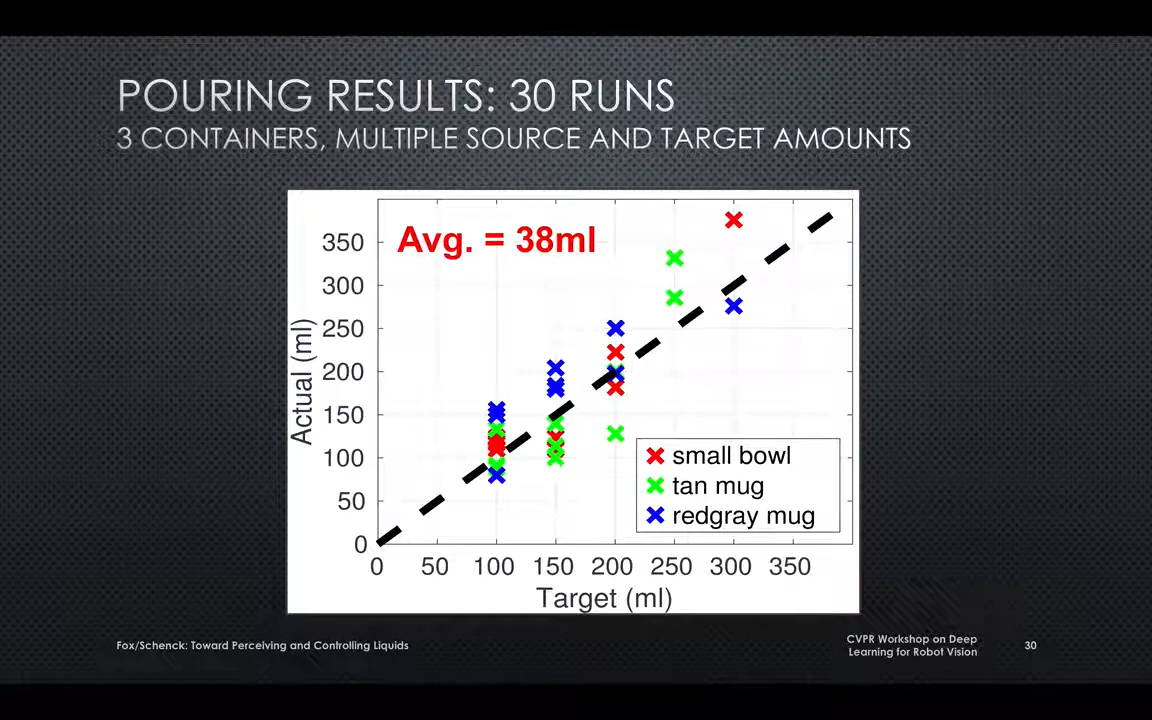 POURING RESULTS: 30 RUNS
3 CONTAINERS, MULTIPLE SOURCE AND TARGET AMOUNTS
Avg. = 38ml
350
300
250
200
150
100
50
0
Actual (ml)
small bowl
tan mug
redgray mug
0 50 100 150 200 250 300 350
Target (ml)
Fox/Schenck: Toward Perceiving and Controlling Liquids
CVPR Workshop on Deep
Learning for Robot Vision
30